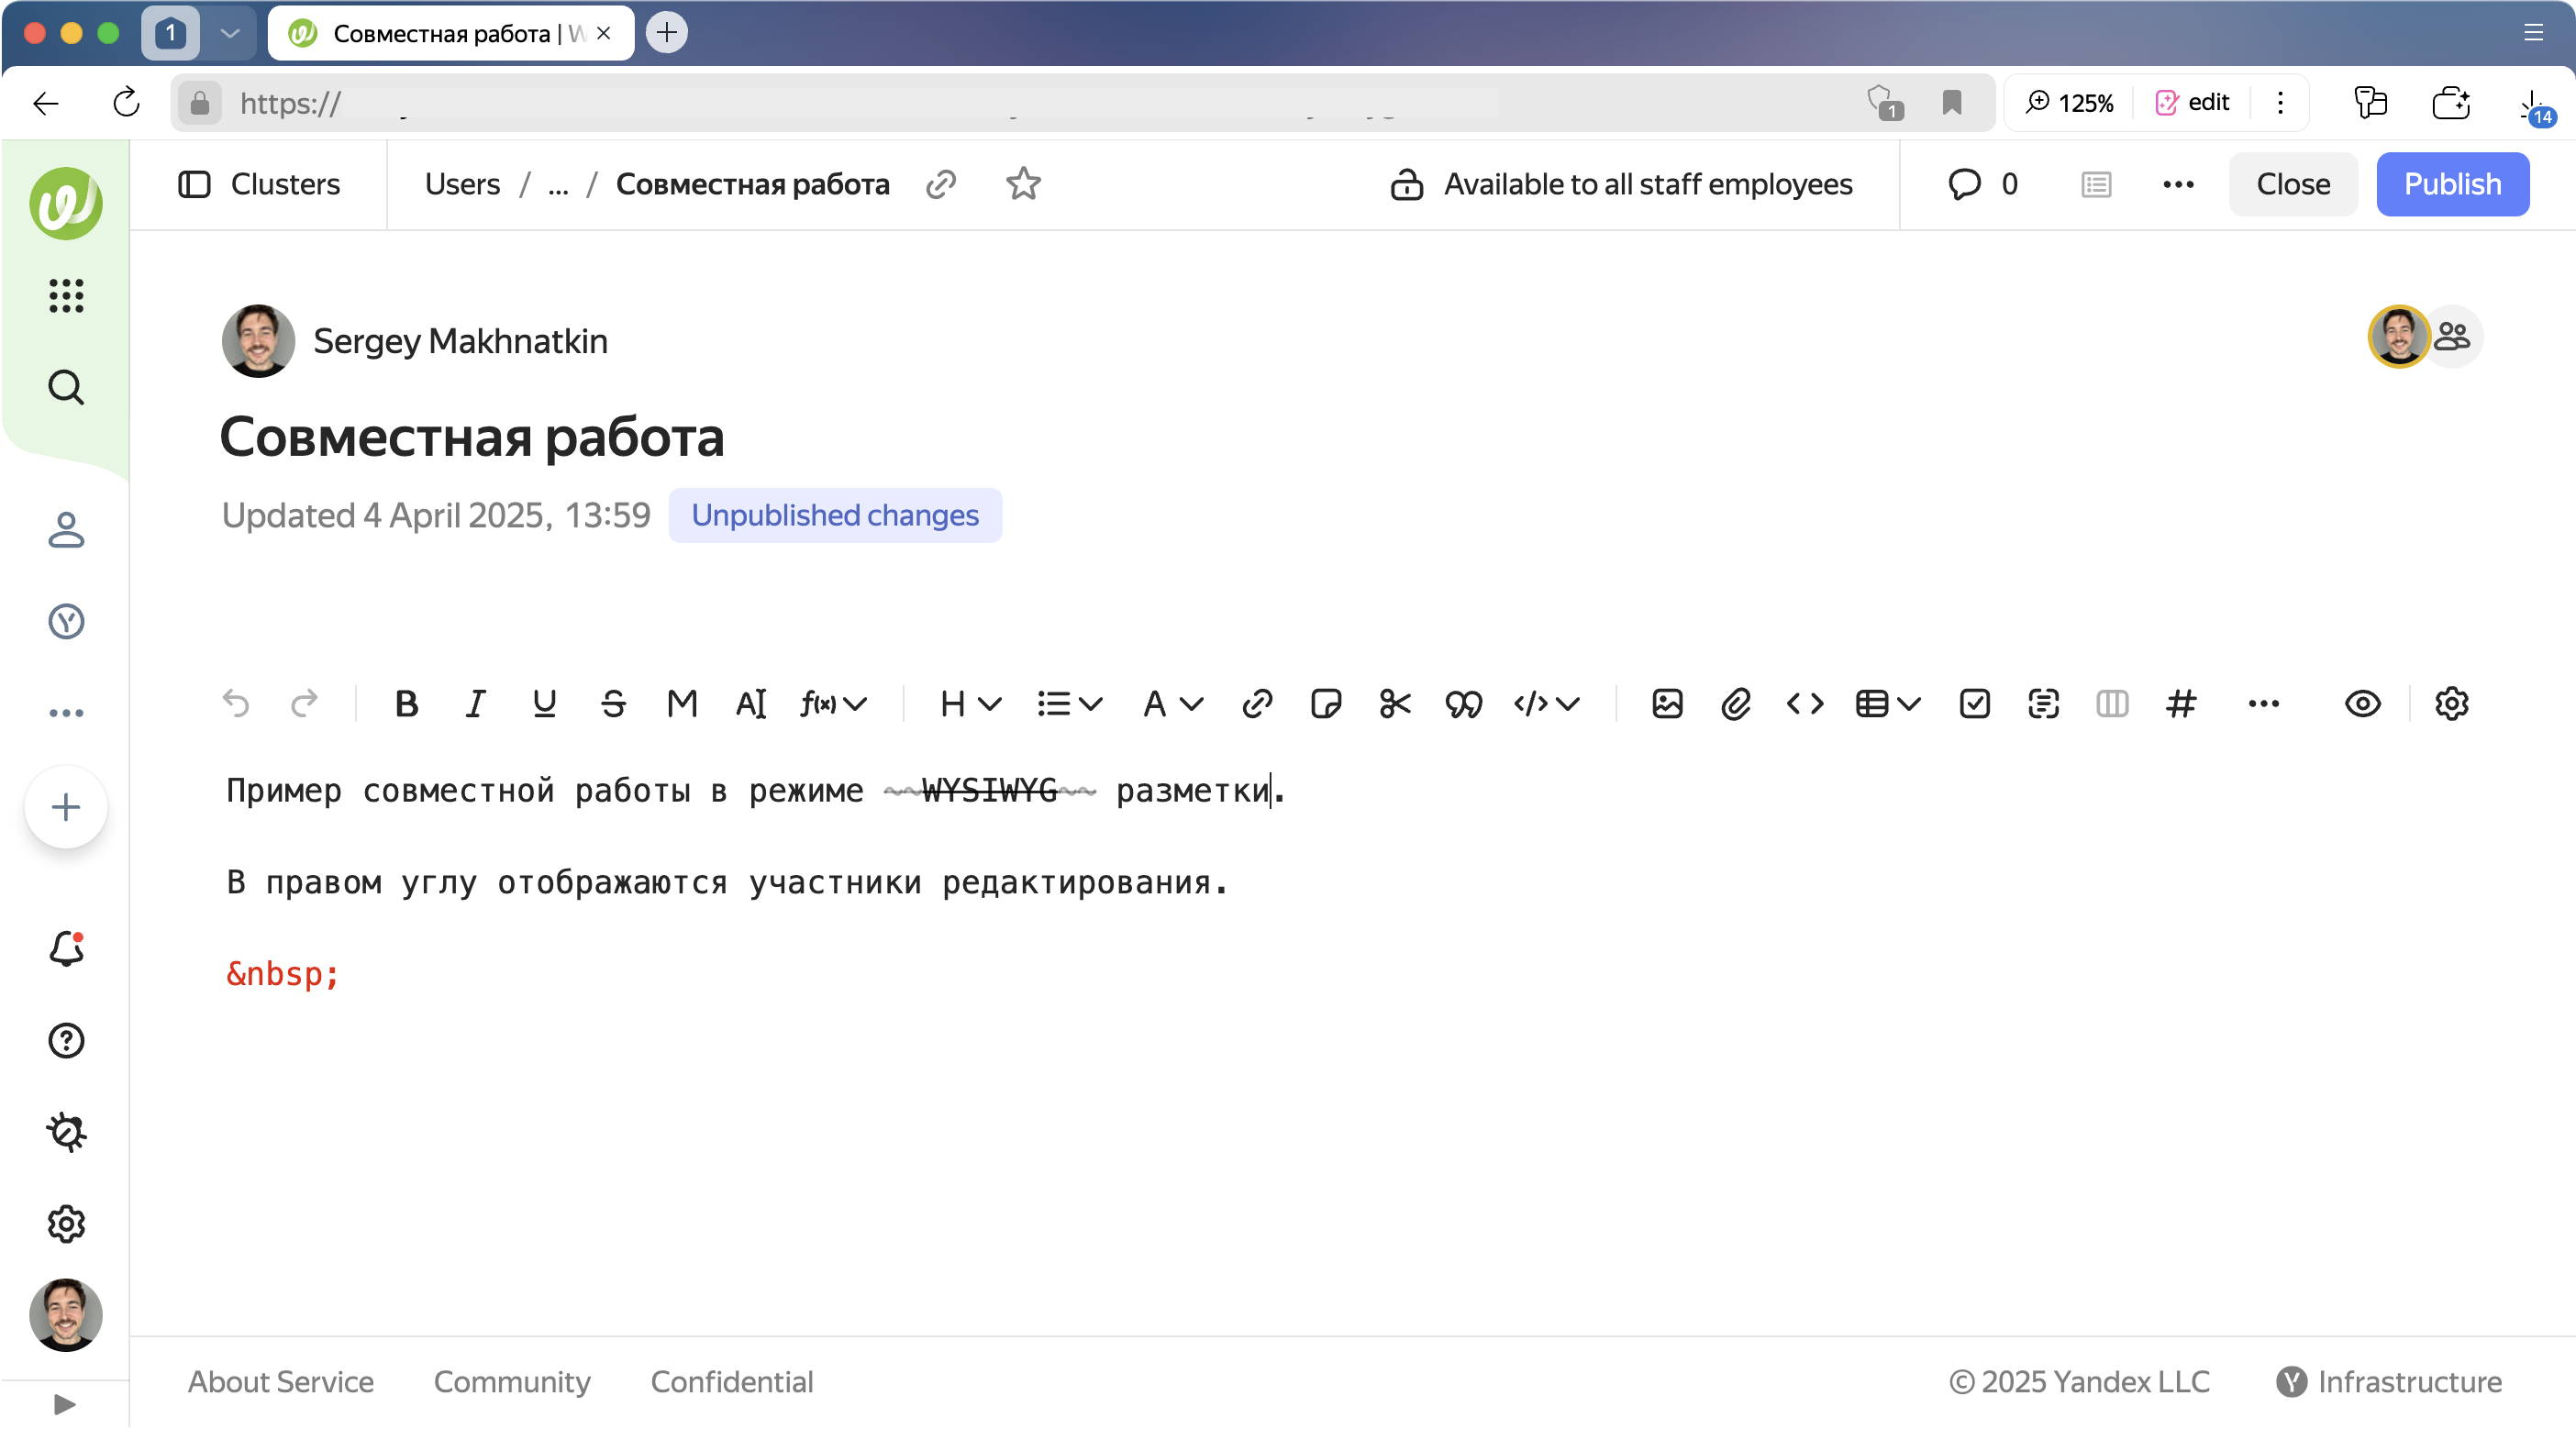 1
Совместная работа | W
https://
1
125%
edit
14
Clusters
Users / ... / Совместная работа
Available to all staff employees
0
Close
Publish
Sergey Makhnatkin
Совместная работа
Updated 4 April 2025, 13:59
Unpublished changes
B I U S M AI f(x) H A </> <> #
Пример совместной работы в режиме ~~WYSIWYG~~ разметки.
В правом углу отображаются участники редактирования.
&nbsp;
About Service
Community
Confidential
© 2025 Yandex LLC
Infrastructure